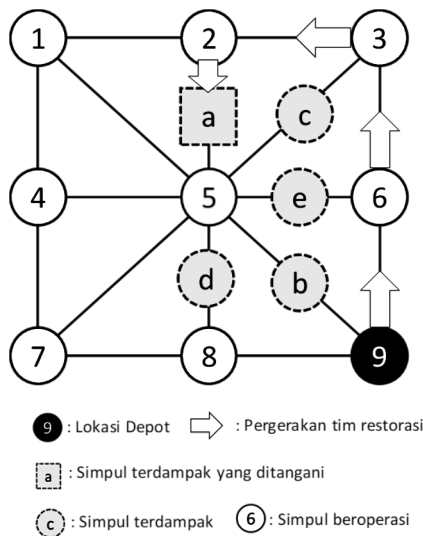 1 2 3
a c
4 5 e 6
d b
7 8 9
9 : Lokasi Depot : Pergerakan tim restorasi
a : Simpul terdampak yang ditangani
c : Simpul terdampak 6 : Simpul beroperasi